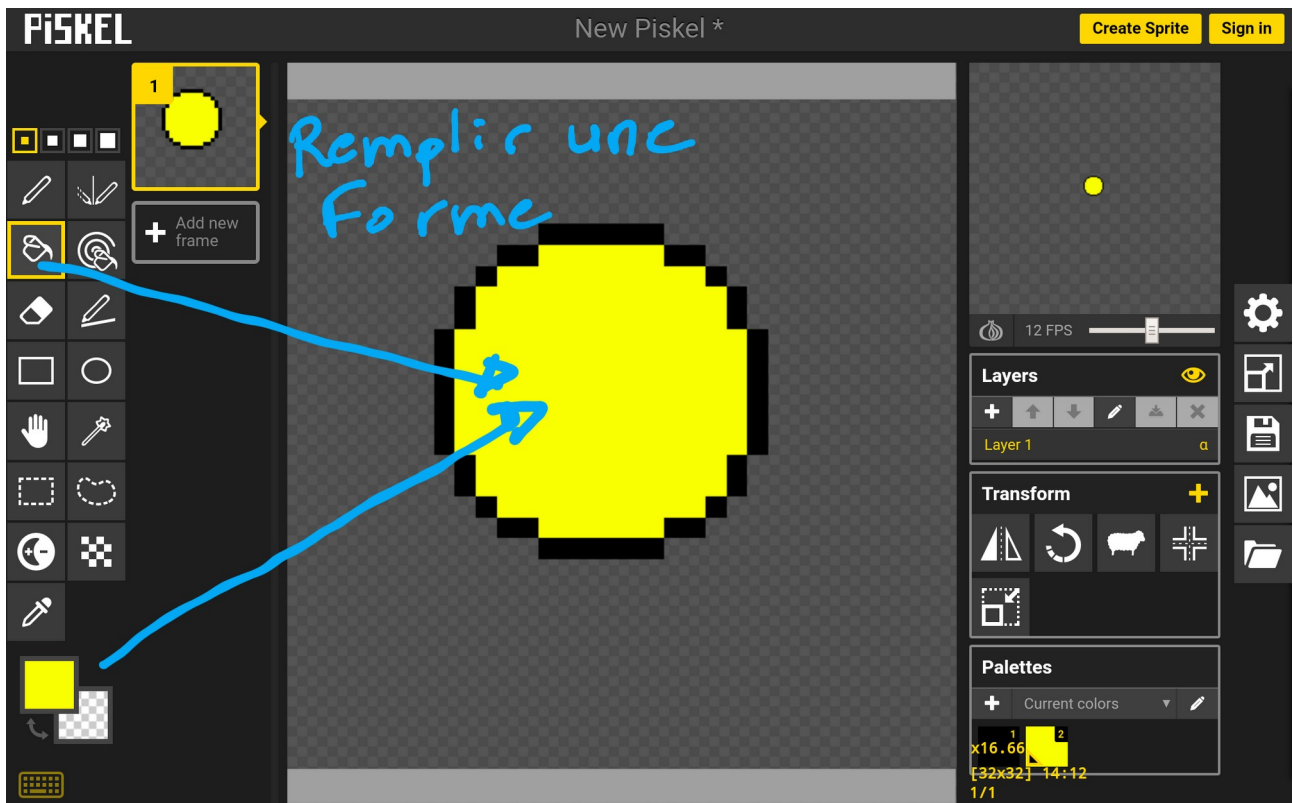 PiSKEL
New Piskel *
Create Sprite
Sign in
1
Add new
frame
Remplir une
Forme
12 FPS
Layers
Layer 1
α
Transform
Palettes
Current colors
1
2
x16.66
[32x32] 14:12
1/1